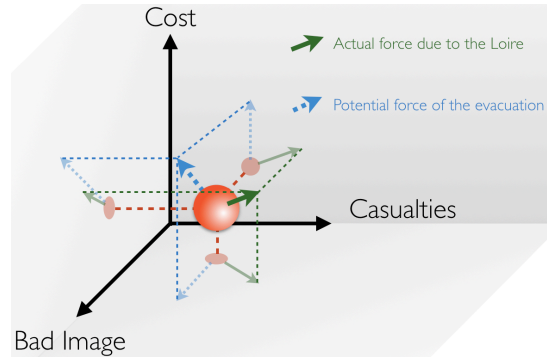 Cost
Actual force due to the Loire
Potential force of the evacuation
Casualties
Bad Image